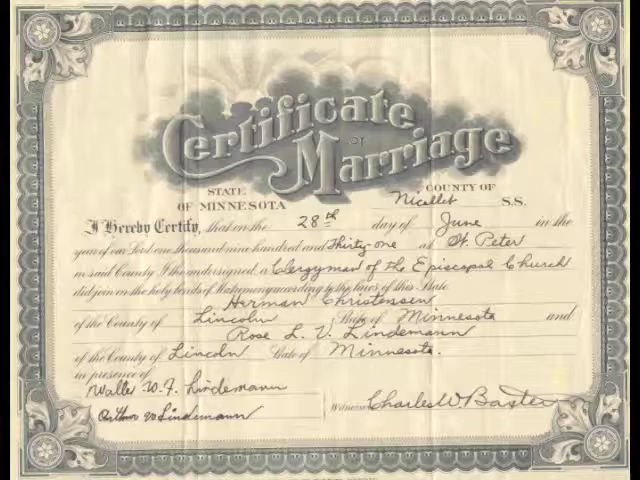 Certificate
OF
Marriage
STATE
OF MINNESOTA
COUNTY OF
Nicollet S.S.
I Hereby Certify, that on the 28th day of June in the
year of our Lord one thousand nine hundred and Thirty-one at St. Peter
in said County I the undersigned a Clergyman of the Episcopal Church
did join in the holy bonds of Matrimony according to the laws of this State
Herman Christensen
of the County of Lincoln State of Minnesota and
Rose L. V. Lindemann
of the County of Lincoln State of Minnesota.
in presence of
W. F. Lindemann
Lindemann
Witnesses Charles W Baxter